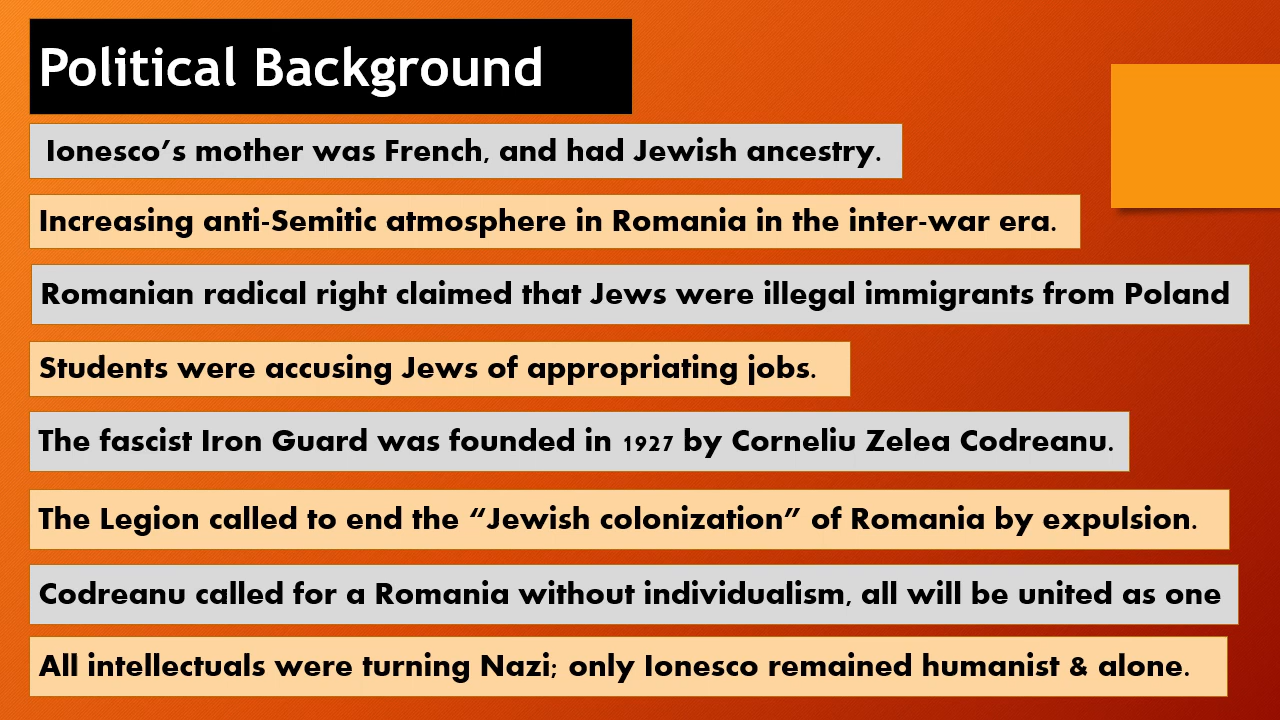 Political Background
Ionesco’s mother was French, and had Jewish ancestry.
Increasing anti-Semitic atmosphere in Romania in the inter-war era.
Romanian radical right claimed that Jews were illegal immigrants from Poland
Students were accusing Jews of appropriating jobs.
The fascist Iron Guard was founded in 1927 by Corneliu Zelea Codreanu.
The Legion called to end the “Jewish colonization” of Romania by expulsion.
Codreanu called for a Romania without individualism, all will be united as one
All intellectuals were turning Nazi; only Ionesco remained humanist & alone.